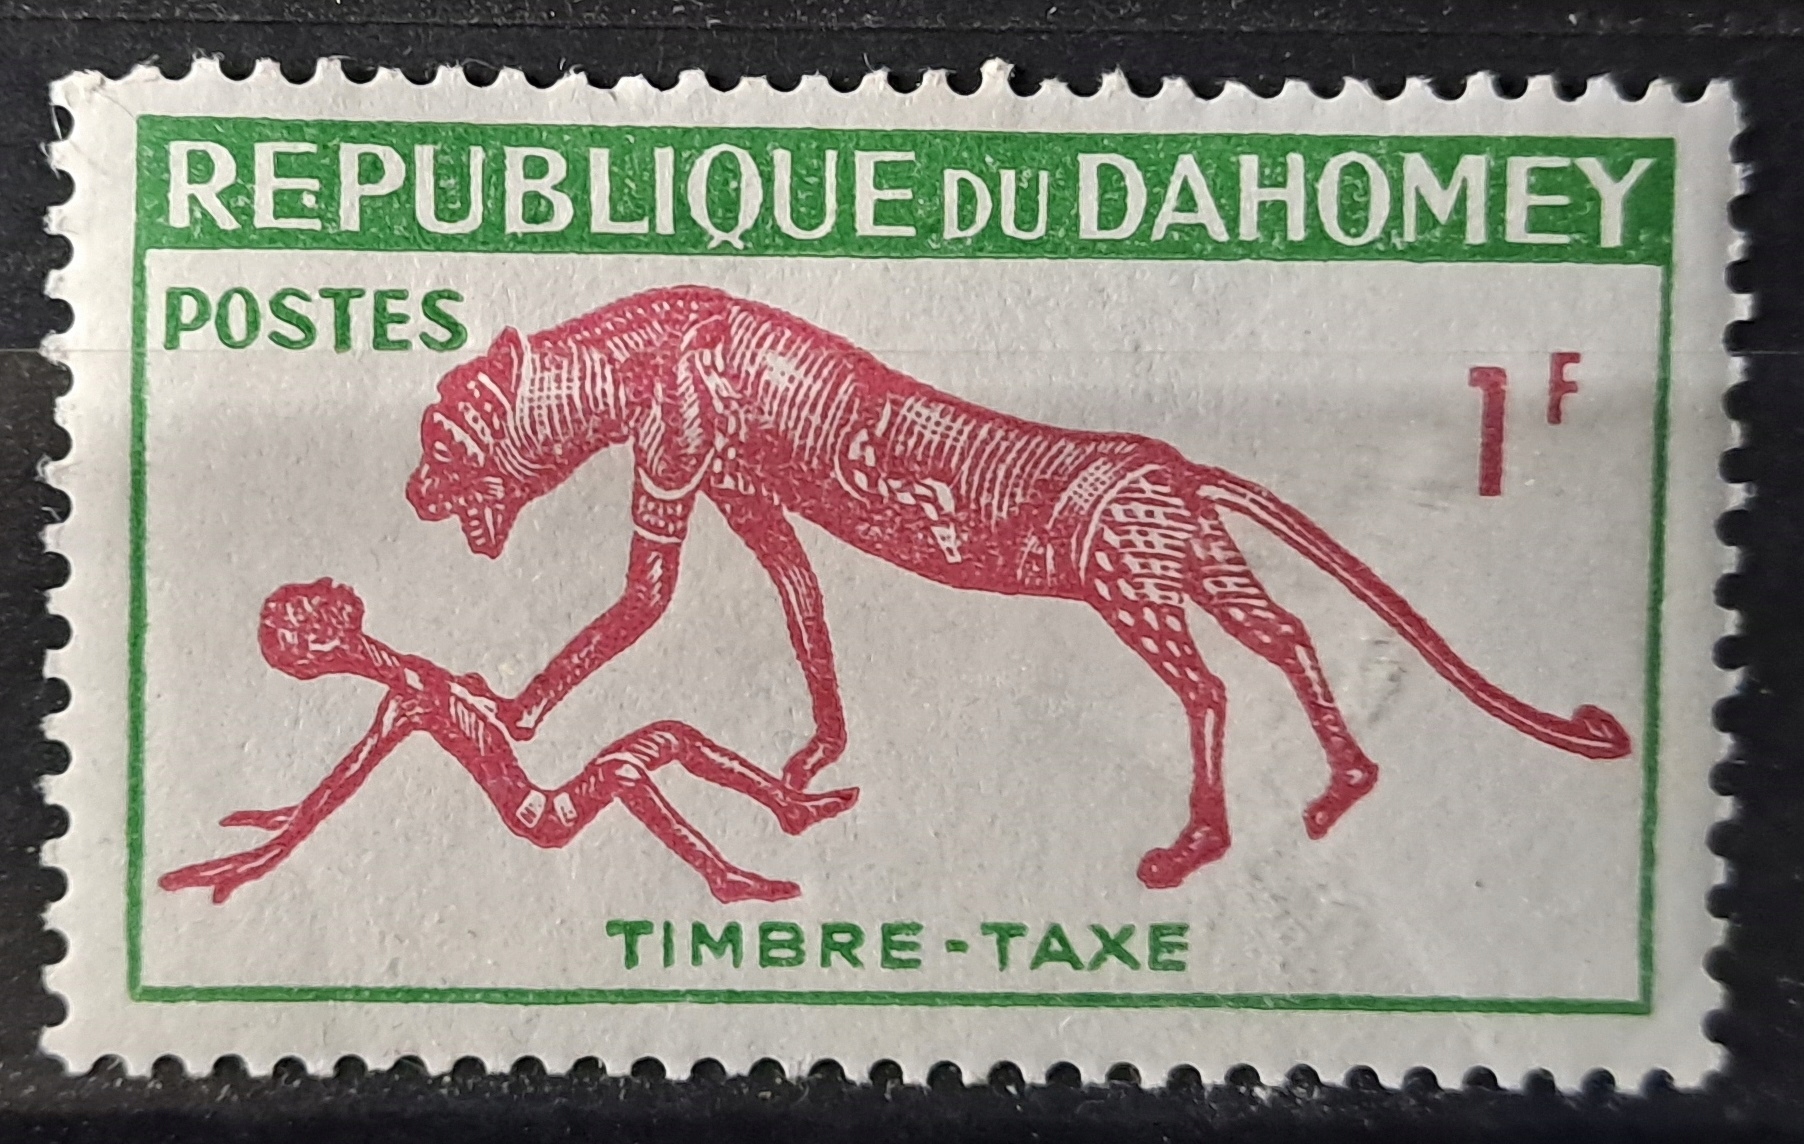 REPUBLIQUE DU DAHOMEY
POSTES
1F
TIMBRE-TAXE